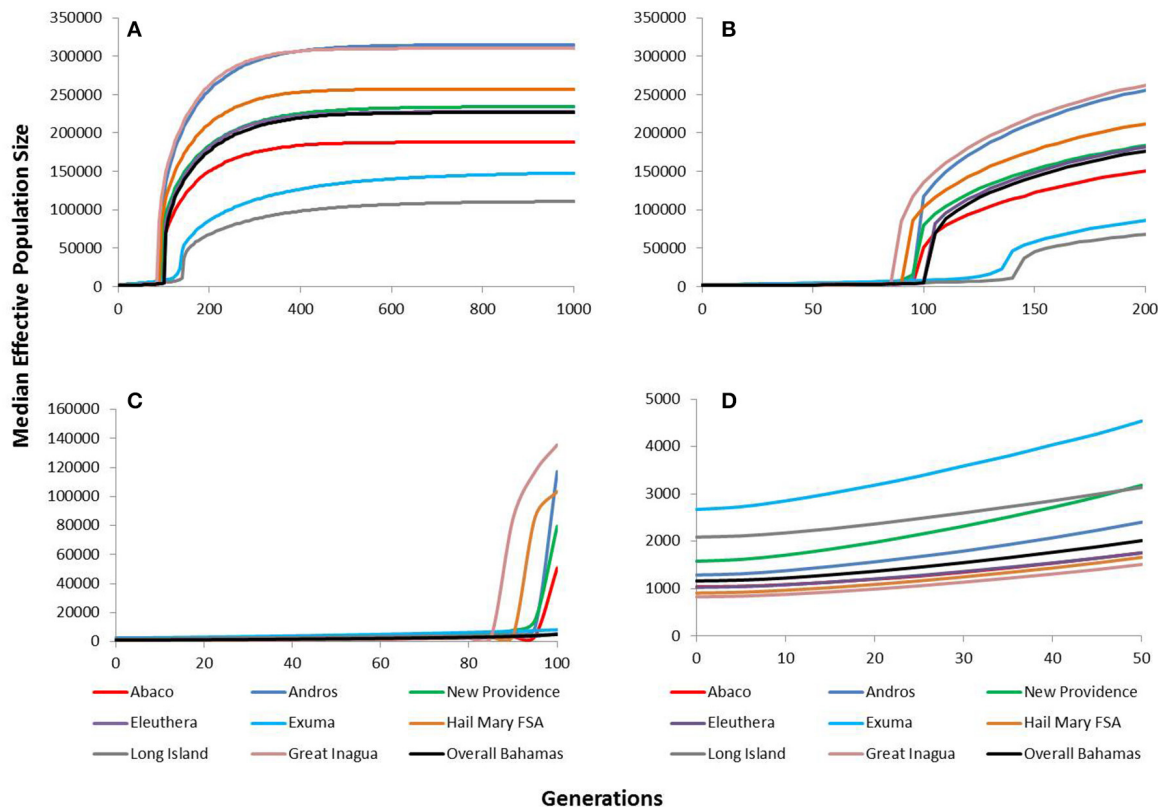 Median Effective Population Size
A
350000
300000
250000
200000
150000
100000
50000
0
0 200 400 600 800 1000
B
350000
300000
250000
200000
150000
100000
50000
0
0 50 100 150 200
C
160000
140000
120000
100000
80000
60000
40000
20000
0
0 20 40 60 80 100
Abaco Andros New Providence
Eleuthera Exuma Hail Mary FSA
Long Island Great Inagua Overall Bahamas
D
5000
4000
3000
2000
1000
0
0 10 20 30 40 50
Abaco Andros New Providence
Eleuthera Exuma Hail Mary FSA
Long Island Great Inagua Overall Bahamas
Generations